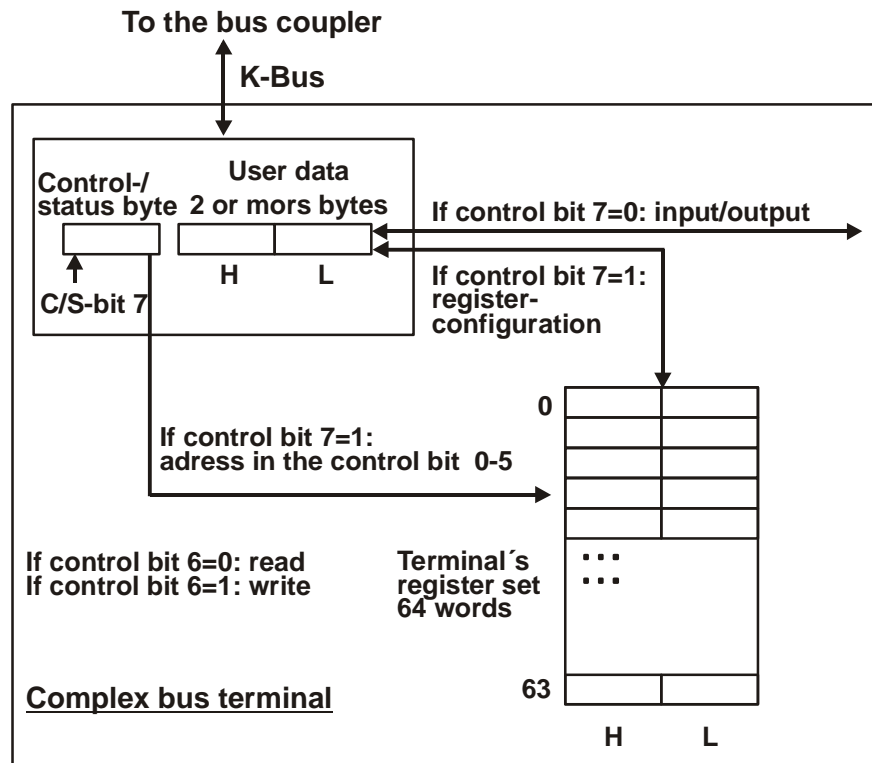 To the bus coupler
K-Bus
User data
Control-/
status byte
2 or mors bytes
H
L
C/S-bit 7
If control bit 7=0: input/output
If control bit 7=1:
register-
configuration
0
If control bit 7=1:
adress in the control bit 0-5
If control bit 6=0: read
If control bit 6=1: write
Terminal´s
register set
64 words
63
Complex bus terminal
H
L